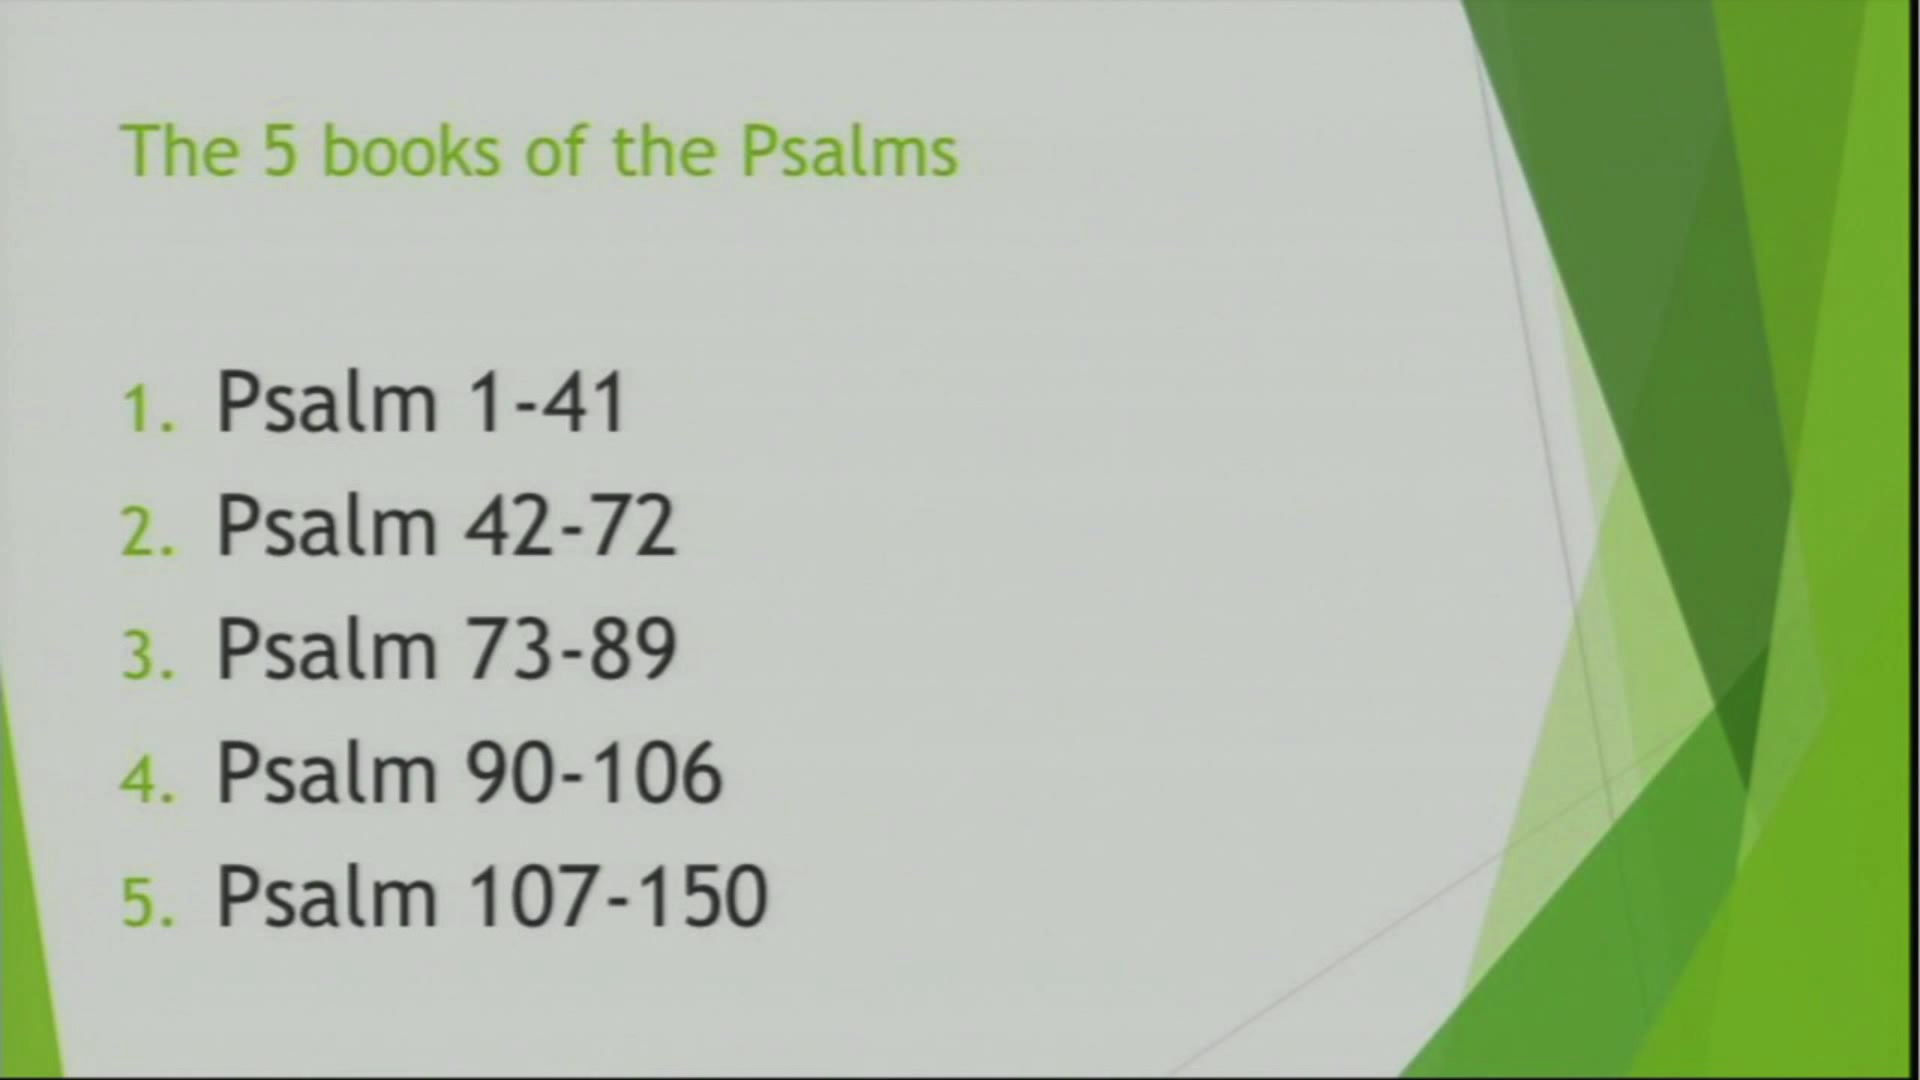 The 5 books of the Psalms
1. Psalm 1-41
2. Psalm 42-72
3. Psalm 73-89
4. Psalm 90-106
5. Psalm 107-150